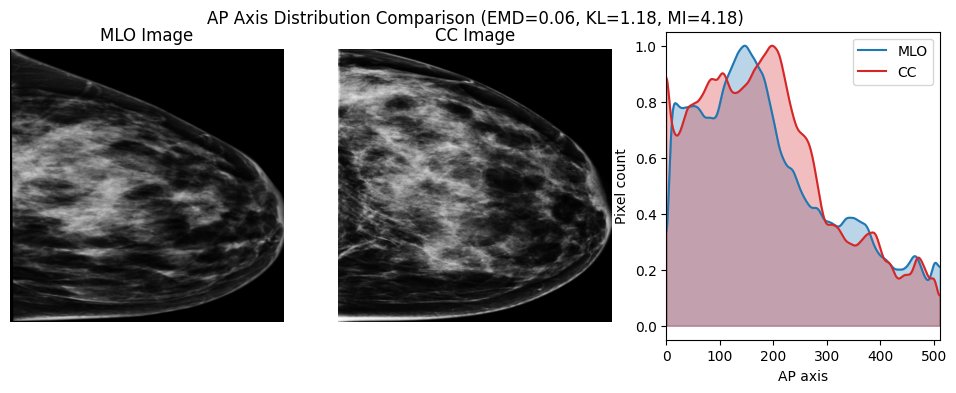 AP Axis Distribution Comparison (EMD=0.06, KL=1.18, MI=4.18)
MLO Image
CC Image
MLO
CC
Pixel count
1.0
0.8
0.6
0.4
0.2
0.0
0 100 200 300 400 500
AP axis